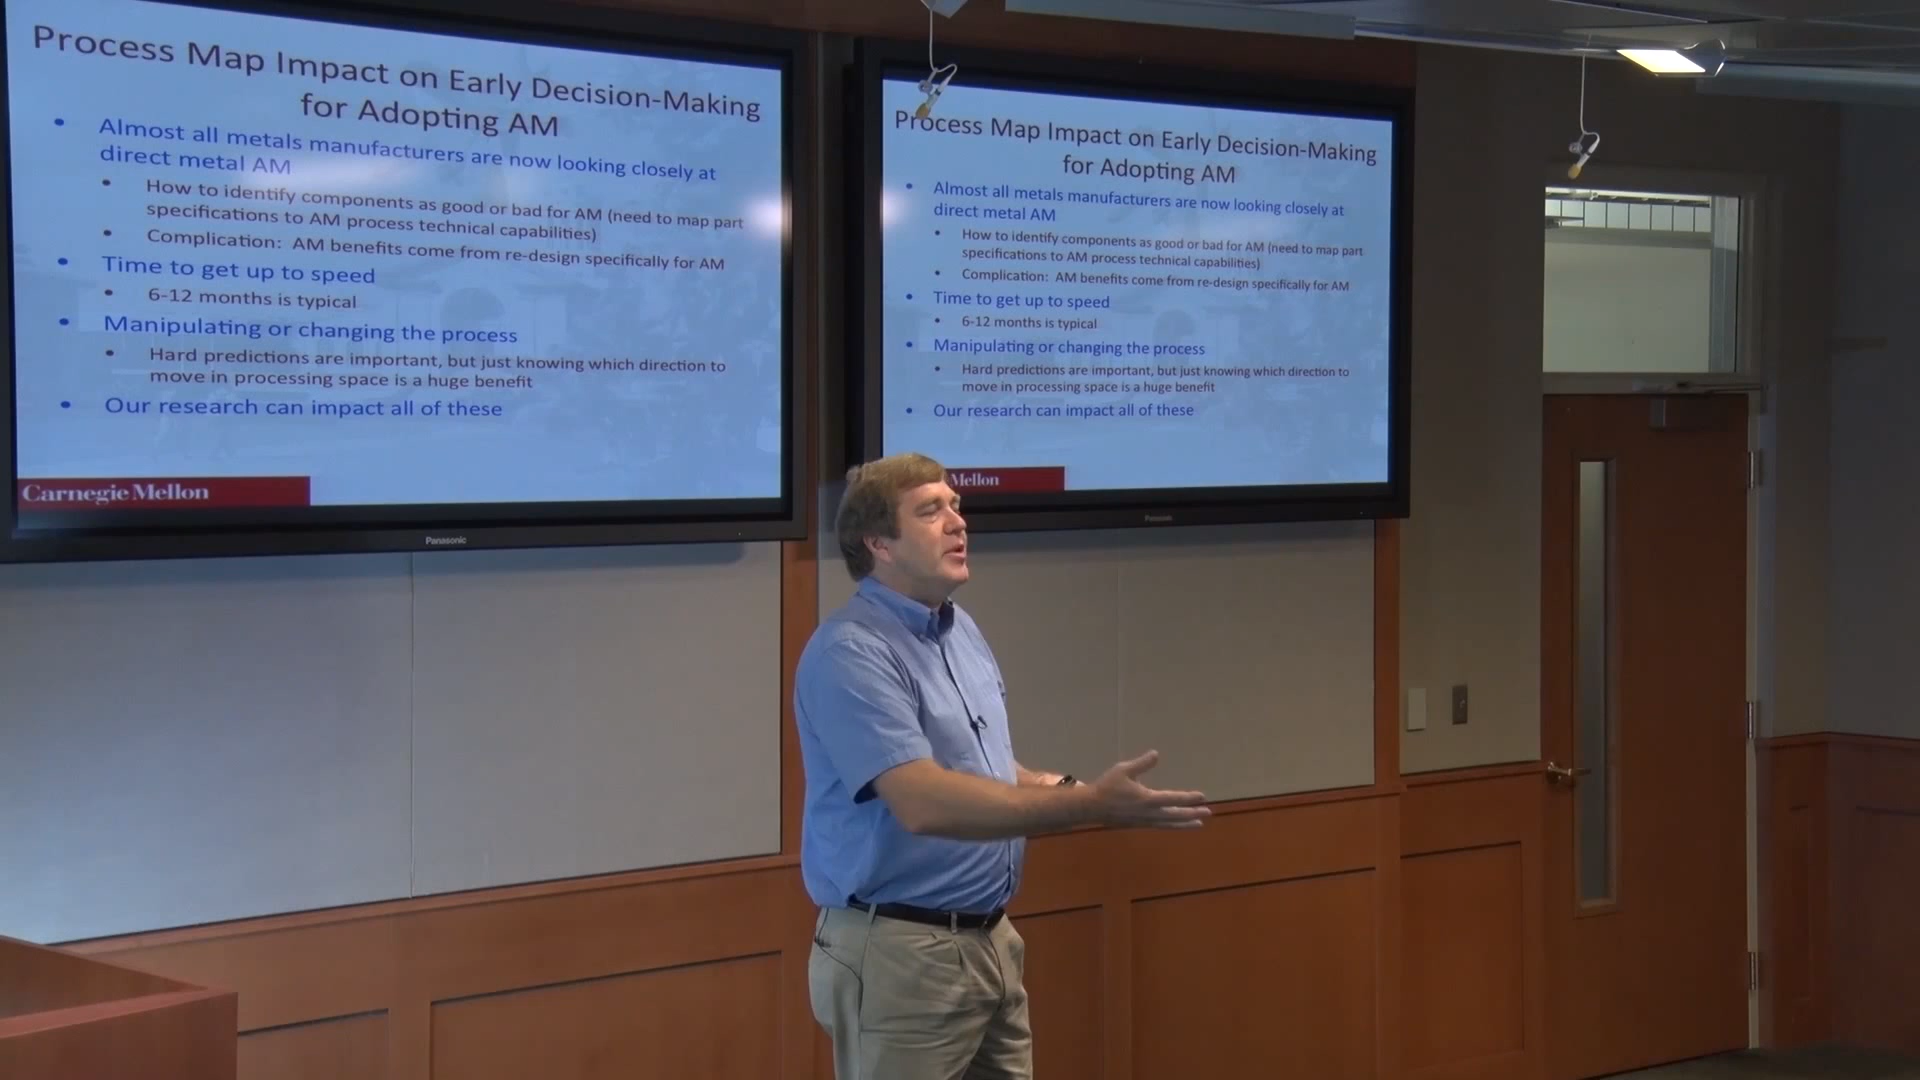 Process Map Impact on Early Decision-Making
for Adopting AM
• Almost all metals manufacturers are now looking closely at
direct metal AM
• How to identify components as good or bad for AM (need to map part
specifications to AM process technical capabilities)
• Complication: AM benefits come from re-design specifically for AM
• Time to get up to speed
• 6-12 months is typical
• Manipulating or changing the process
• Hard predictions are important, but just knowing which direction to
move in processing space is a huge benefit
• Our research can impact all of these
Carnegie Mellon
Panasonic
Process Map Impact on Early Decision-Making
for Adopting AM
• Almost all metals manufacturers are now looking closely at
direct metal AM
• How to identify components as good or bad for AM (need to map part
specifications to AM process technical capabilities)
• Complication: AM benefits come from re-design specifically for AM
• Time to get up to speed
• 6-12 months is typical
• Manipulating or changing the process
• Hard predictions are important, but just knowing which direction to
move in processing space is a huge benefit
• Our research can impact all of these
Mellon
Panasonic